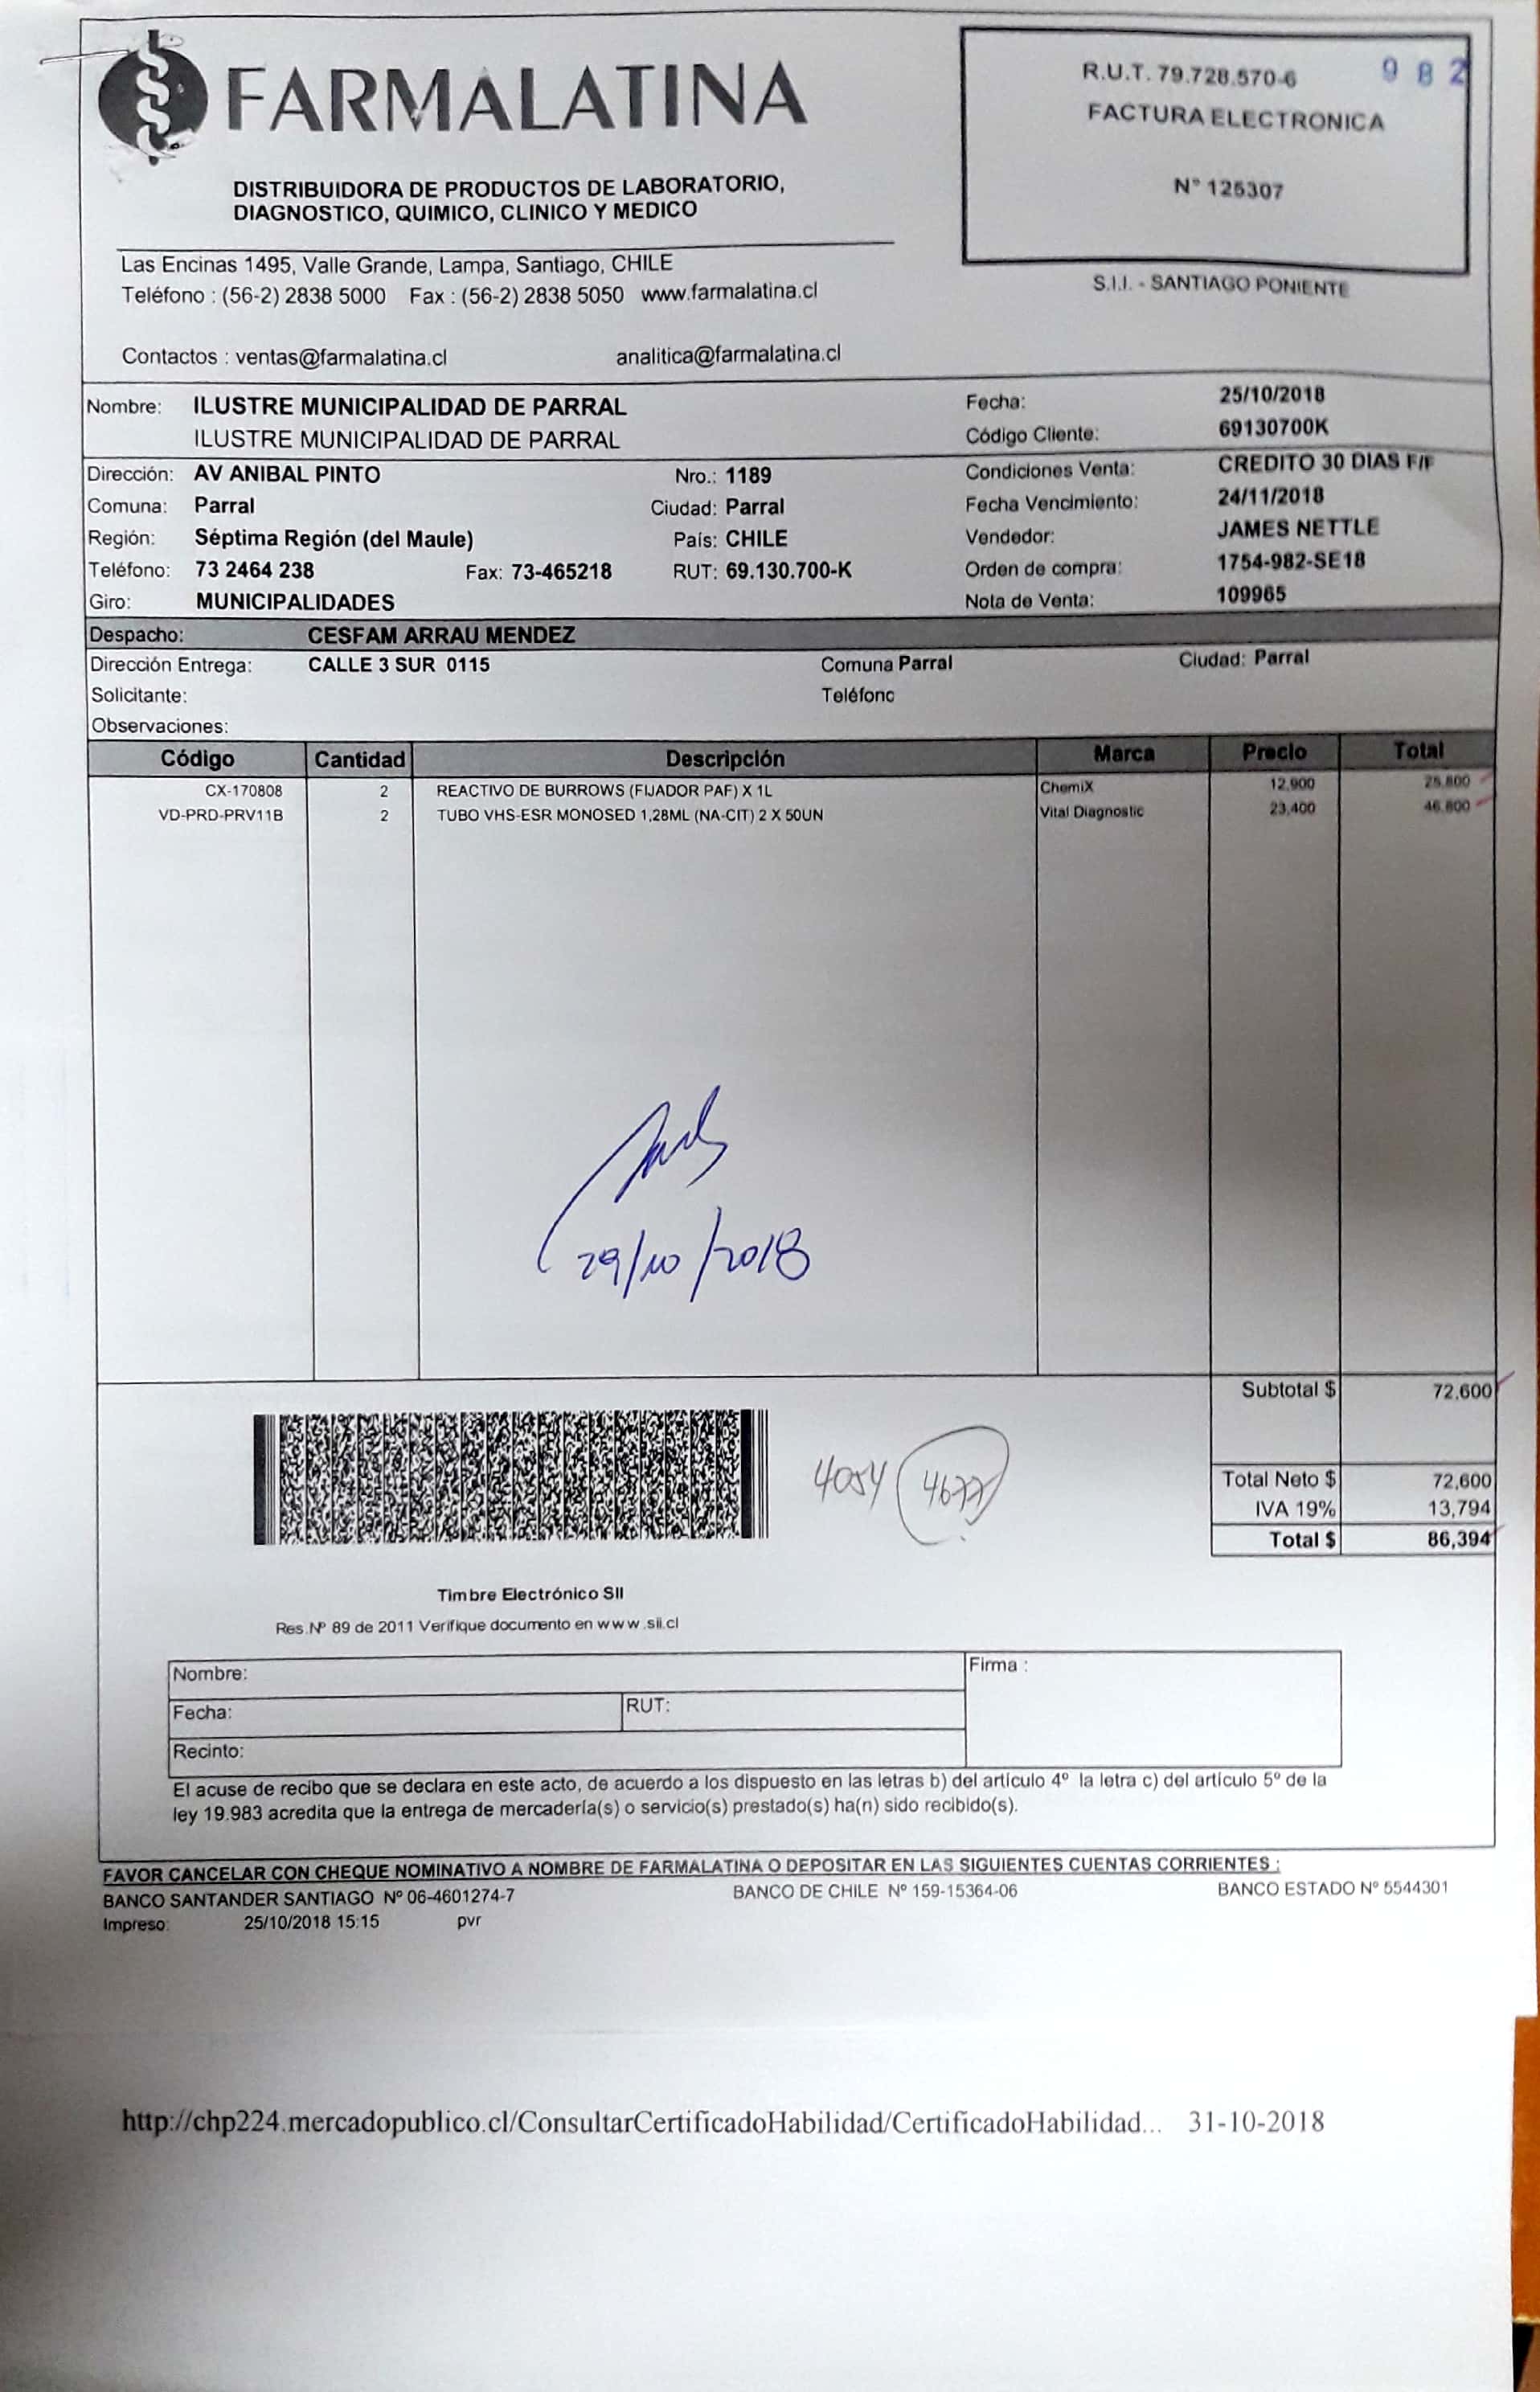 FARMALATINA
DISTRIBUIDORA DE PRODUCTOS DE LABORATORIO,
DIAGNOSTICO, QUIMICO, CLINICO Y MEDICO
Las Encinas 1495, Valle Grande, Lampa, Santiago, CHILE
Teléfono : (56-2) 2838 5000 Fax : (56-2) 2838 5050 www.farmalatina.cl
Contactos : ventas@farmalatina.cl analitica@farmalatina.cl
R.U.T. 79.728.570-6 982
FACTURA ELECTRONICA
N° 125307
S.I.I. - SANTIAGO PONIENTE
Nombre: ILUSTRE MUNICIPALIDAD DE PARRAL
ILUSTRE MUNICIPALIDAD DE PARRAL
Dirección: AV ANIBAL PINTO Nro.: 1189
Comuna: Parral Ciudad: Parral
Región: Séptima Región (del Maule) País: CHILE
Teléfono: 73 2464 238 Fax: 73-465218 RUT: 69.130.700-K
Giro: MUNICIPALIDADES
Fecha: 25/10/2018
Código Cliente: 69130700K
Condiciones Venta: CREDITO 30 DIAS F/F
Fecha Vencimiento: 24/11/2018
Vendedor: JAMES NETTLE
Orden de compra: 1754-982-SE18
Nota de Venta: 109965
Despacho: CESFAM ARRAU MENDEZ
Dirección Entrega: CALLE 3 SUR 0115 Comuna Parral Ciudad: Parral
Solicitante: Teléfono
Observaciones:
Código Cantidad Descripción Marca Precio Total
CX-170808 2 REACTIVO DE BURROWS (FIJADOR PAF) X 1L ChemiX 12,900 25,800
VD-PRD-PRV11B 2 TUBO VHS-ESR MONOSED 1,28ML (NA-CIT) 2 X 50UN Vital Diagnostic 23,400 46,800
29/10/2018
Subtotal $ 72,600
4054 4677
Total Neto $ 72,600
IVA 19% 13,794
Total $ 86,394
Timbre Electrónico SII
Res.Nº 89 de 2011 Verifique documento en www.sii.cl
Nombre: Firma :
Fecha: RUT:
Recinto:
El acuse de recibo que se declara en este acto, de acuerdo a los dispuesto en las letras b) del artículo 4º la letra c) del artículo 5º de la
ley 19.983 acredita que la entrega de mercadería(s) o servicio(s) prestado(s) ha(n) sido recibido(s).
FAVOR CANCELAR CON CHEQUE NOMINATIVO A NOMBRE DE FARMALATINA O DEPOSITAR EN LAS SIGUIENTES CUENTAS CORRIENTES :
BANCO SANTANDER SANTIAGO Nº 06-4601274-7 BANCO DE CHILE Nº 159-15364-06 BANCO ESTADO Nº 5544301
Impreso: 25/10/2018 15:15 pvr
http://chp224.mercadopublico.cl/ConsultarCertificadoHabilidad/CertificadoHabilidad... 31-10-2018